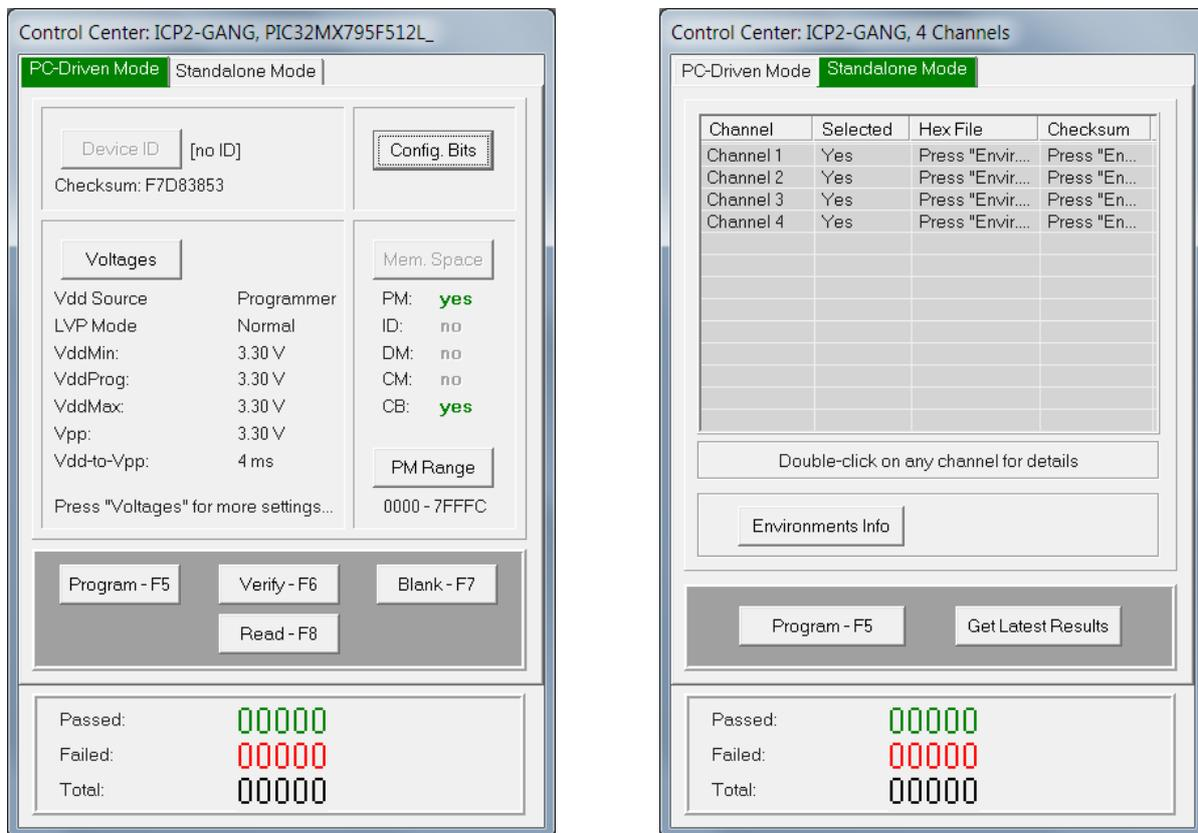 Control Center: ICP2-GANG, PIC32MX795F512L_
PC-Driven Mode Standalone Mode
Device ID [no ID]
Checksum: F7D83853
Config. Bits
Voltages
Vdd Source Programmer
LVP Mode Normal
VddMin: 3.30 V
VddProg: 3.30 V
VddMax: 3.30 V
Vpp: 3.30 V
Vdd-to-Vpp: 4 ms
Press "Voltages" for more settings...
Mem. Space
PM: yes
ID: no
DM: no
CM: no
CB: yes
PM Range
0000 - 7FFFC
Program - F5 Verify - F6 Blank - F7
Read - F8
Passed: 00000
Failed: 00000
Total: 00000
Control Center: ICP2-GANG, 4 Channels
PC-Driven Mode Standalone Mode
Channel Selected Hex File Checksum
Channel 1 Yes Press "Envir.... Press "En...
Channel 2 Yes Press "Envir.... Press "En...
Channel 3 Yes Press "Envir.... Press "En...
Channel 4 Yes Press "Envir.... Press "En...
Double-click on any channel for details
Environments Info
Program - F5 Get Latest Results
Passed: 00000
Failed: 00000
Total: 00000